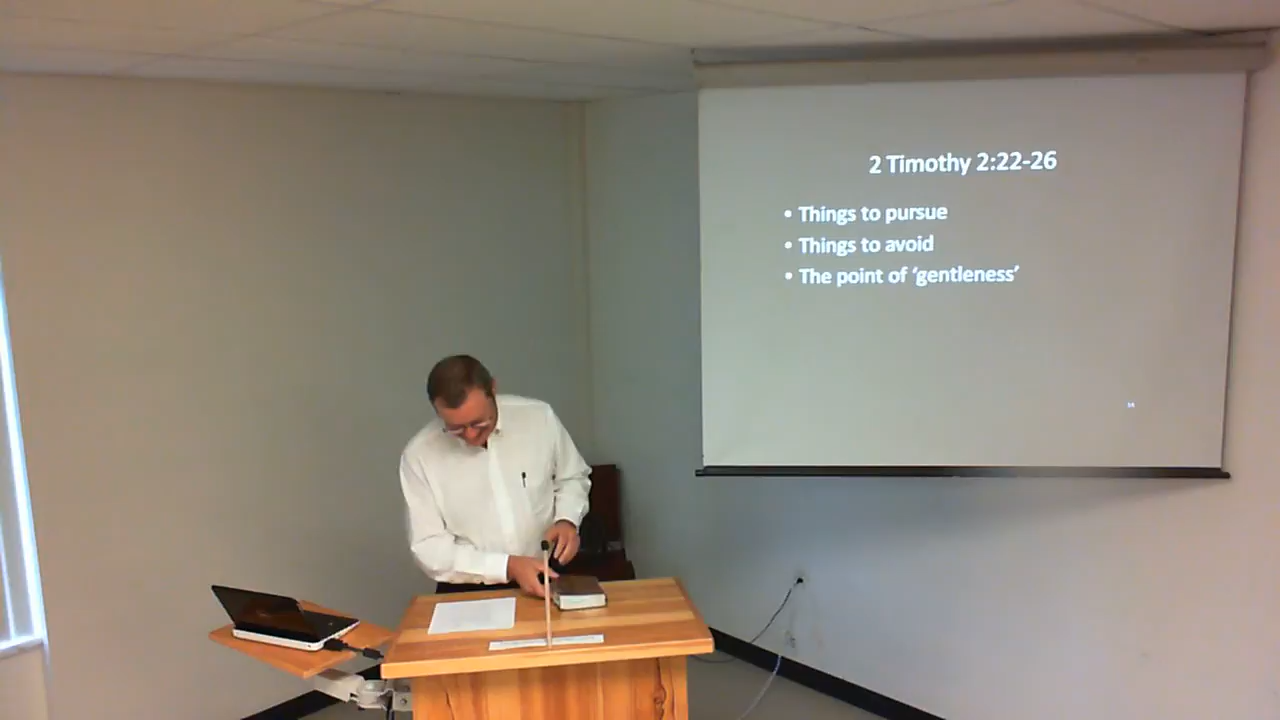 2 Timothy 2:22-26
• Things to pursue
• Things to avoid
• The point of ‘gentleness’